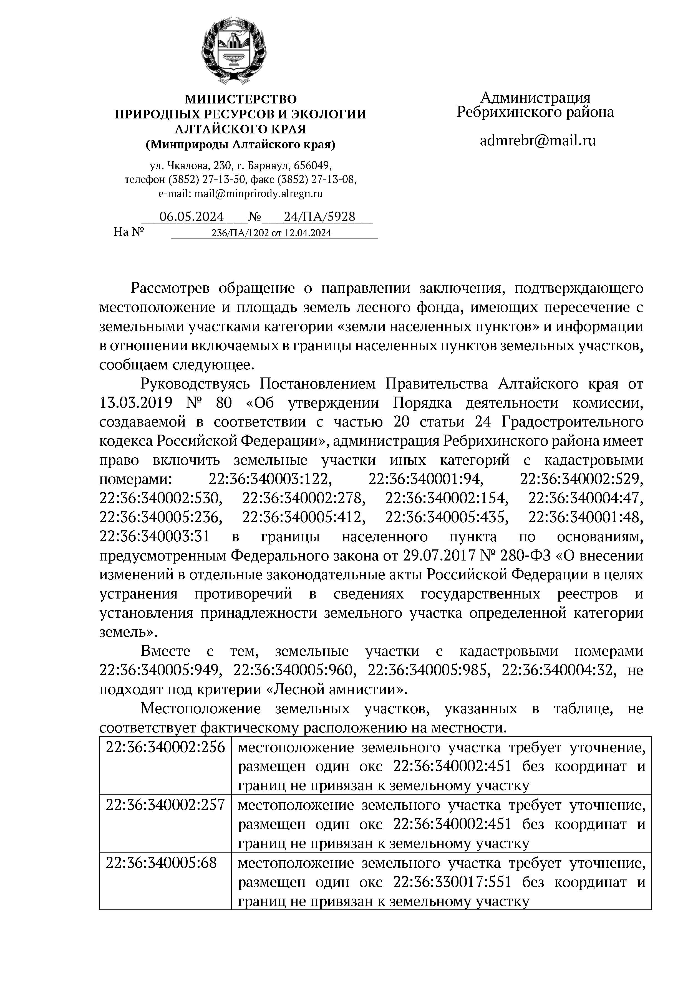 МИНИСТЕРСТВО
ПРИРОДНЫХ РЕСУРСОВ И ЭКОЛОГИИ
АЛТАЙСКОГО КРАЯ
(Минприроды Алтайского края)
ул. Чкалова, 230, г. Барнаул, 656049,
телефон (3852) 27-13-50, факс (3852) 27-13-08,
e-mail: mail@minprirody.alregn.ru
06.05.2024 № 24/ПА/5928
На № 236/ПА/1202 от 12.04.2024
Администрация
Ребрихинского района
admrebr@mail.ru
Рассмотрев обращение о направлении заключения, подтверждающего
местоположение и площадь земель лесного фонда, имеющих пересечение с
земельными участками категории «земли населенных пунктов» и информации
в отношении включаемых в границы населенных пунктов земельных участков,
сообщаем следующее.
Руководствуясь Постановлением Правительства Алтайского края от
13.03.2019 № 80 «Об утверждении Порядка деятельности комиссии,
создаваемой в соответствии с частью 20 статьи 24 Градостроительного
кодекса Российской Федерации», администрация Ребрихинского района имеет
право включить земельные участки иных категорий с кадастровыми
номерами: 22:36:340003:122, 22:36:340001:94, 22:36:340002:529,
22:36:340002:530, 22:36:340002:278, 22:36:340002:154, 22:36:340004:47,
22:36:340005:236, 22:36:340005:412, 22:36:340005:435, 22:36:340001:48,
22:36:340003:31 в границы населенного пункта по основаниям,
предусмотренным Федерального закона от 29.07.2017 № 280-ФЗ «О внесении
изменений в отдельные законодательные акты Российской Федерации в целях
устранения противоречий в сведениях государственных реестров и
установления принадлежности земельного участка определенной категории
земель».
Вместе с тем, земельные участки с кадастровыми номерами
22:36:340005:949, 22:36:340005:960, 22:36:340005:985, 22:36:340004:32, не
подходят под критерии «Лесной амнистии».
Местоположение земельных участков, указанных в таблице, не
соответствует фактическому расположению на местности.
22:36:340002:256 местоположение земельного участка требует уточнение,
размещен один окс 22:36:340002:451 без координат и
границ не привязан к земельному участку
22:36:340002:257 местоположение земельного участка требует уточнение,
размещен один окс 22:36:340002:451 без координат и
границ не привязан к земельному участку
22:36:340005:68 местоположение земельного участка требует уточнение,
размещен один окс 22:36:330017:551 без координат и
границ не привязан к земельному участку